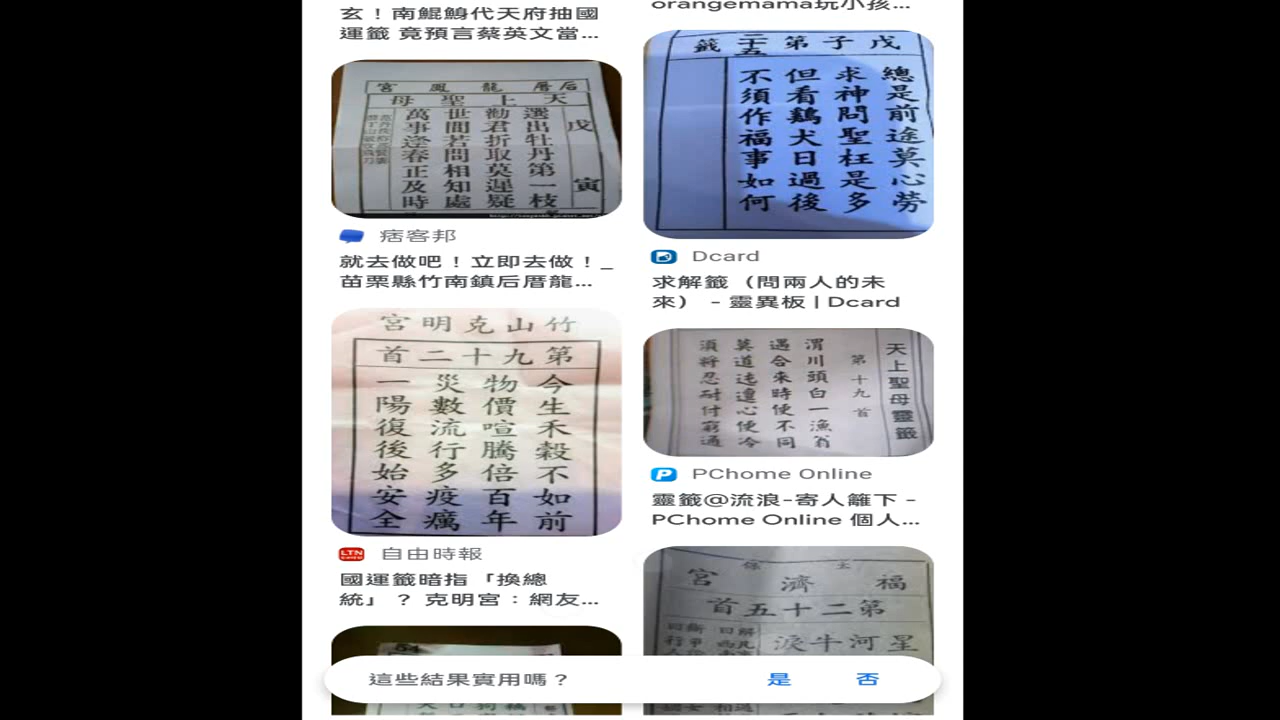 玄！南鯤鯓代天府抽國
運籤 竟預言蔡英文當...
后厝龍鳳宮
天上聖母
戊寅
選出牡丹第一枝
勸君折取莫遲疑
世間若問相知處
萬事逢春正及時
痞客邦
就去做吧！立即去做！_
苗栗縣竹南鎮后厝龍...
竹山克明宮
第九十二首
今生禾穀不如前
物價喧騰倍百年
災數流行多疫癘
一陽復後始安全
LTN
自由時報
國運籤暗指「換總
統」？ 克明宮：網友...
orangemama玩小孩...
戊子第二十五籤
總是前途莫心勞
求神問聖枉是多
但看鷄犬日過後
不須作福事如何
Dcard
求解籤（問兩人的未
來） - 靈異板 | Dcard
天上聖母靈籤
第十九首
渭川頭白一漁翁
遇合來時便不同
莫道迍邅心便冷
須將忍耐付窮通
PChome Online
靈籤@流浪-寄人籬下 -
PChome Online 個人...
福濟宮
第二十五首
星河牛淚
這些結果實用嗎？
是
否